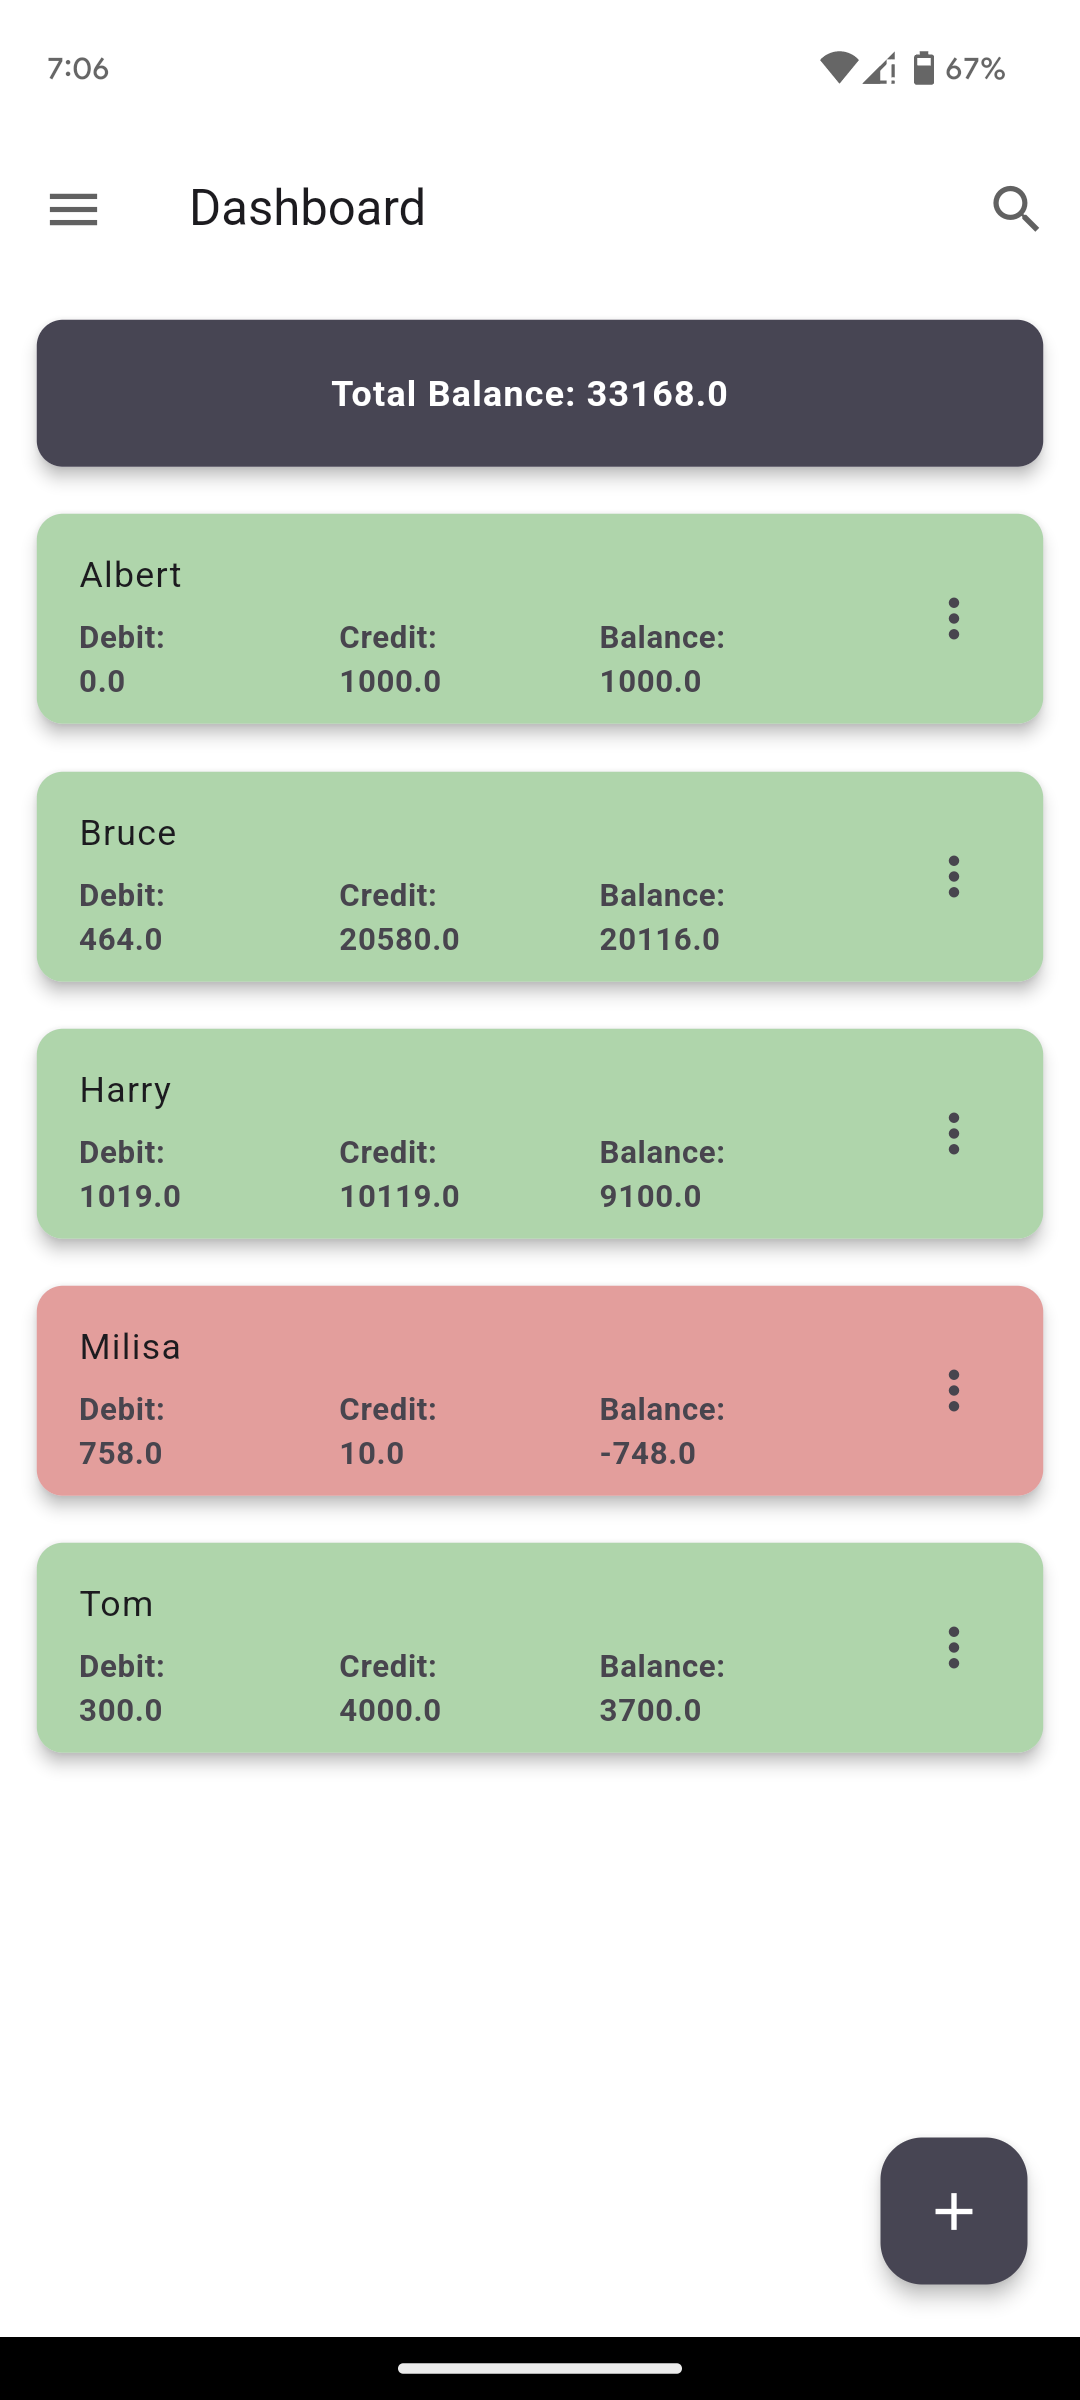 7:06 67%
Dashboard
Total Balance: 33168.0
Albert
Debit: Credit: Balance:
0.0 1000.0 1000.0
Bruce
Debit: Credit: Balance:
464.0 20580.0 20116.0
Harry
Debit: Credit: Balance:
1019.0 10119.0 9100.0
Milisa
Debit: Credit: Balance:
758.0 10.0 -748.0
Tom
Debit: Credit: Balance:
300.0 4000.0 3700.0